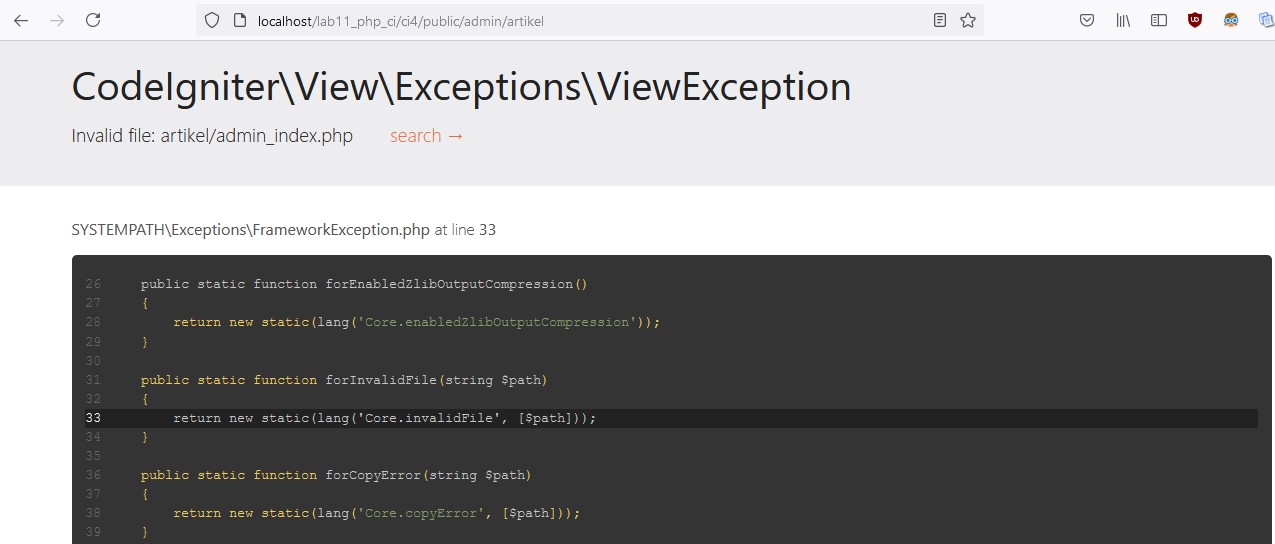 localhost/lab11_php_ci/ci4/public/admin/artikel
CodeIgniter\View\Exceptions\ViewException
Invalid file: artikel/admin_index.php search →
SYSTEMPATH\Exceptions\FrameworkException.php at line 33
26 public static function forEnabledZlibOutputCompression()
27 {
28 return new static(lang('Core.enabledZlibOutputCompression'));
29 }
30
31 public static function forInvalidFile(string $path)
32 {
33 return new static(lang('Core.invalidFile', [$path]));
34 }
35
36 public static function forCopyError(string $path)
37 {
38 return new static(lang('Core.copyError', [$path]));
39 }